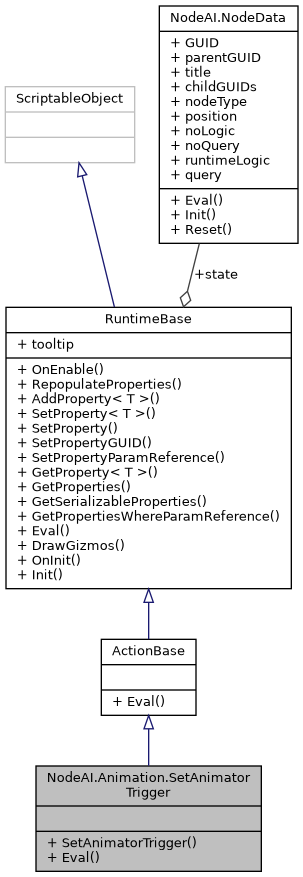 NodeAI.NodeData
+ GUID
+ parentGUID
+ title
+ childGUIDs
+ nodeType
+ position
+ noLogic
+ noQuery
+ runtimeLogic
+ query
+ Eval()
+ Init()
+ Reset()
ScriptableObject
+state
RuntimeBase
+ tooltip
+ OnEnable()
+ RepopulateProperties()
+ AddProperty< T >()
+ SetProperty< T >()
+ SetProperty()
+ SetPropertyGUID()
+ SetPropertyParamReference()
+ GetProperty< T >()
+ GetProperties()
+ GetSerializableProperties()
+ GetPropertiesWhereParamReference()
+ Eval()
+ DrawGizmos()
+ OnInit()
+ Init()
ActionBase
+ Eval()
NodeAI.Animation.SetAnimator
Trigger
+ SetAnimatorTrigger()
+ Eval()